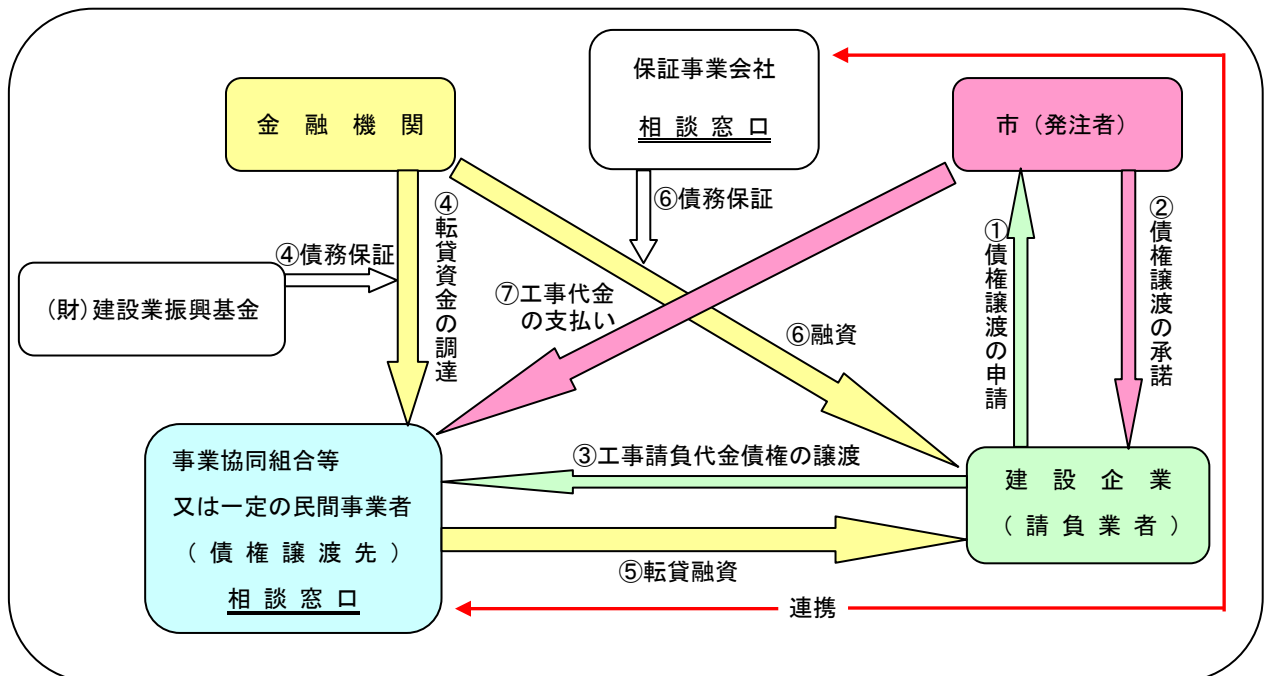 保証事業会社
相談窓口
金融機関
市（発注者）
④転貸資金の調達
⑥債務保証
①債権譲渡の申請
②債権譲渡の承諾
④債務保証
(財)建設業振興基金
⑦工事代金
の支払い
⑥融資
事業協同組合等
又は一定の民間事業者
（債権譲渡先）
相談窓口
③工事請負代金債権の譲渡
建設企業
（請負業者）
⑤転貸融資
連携